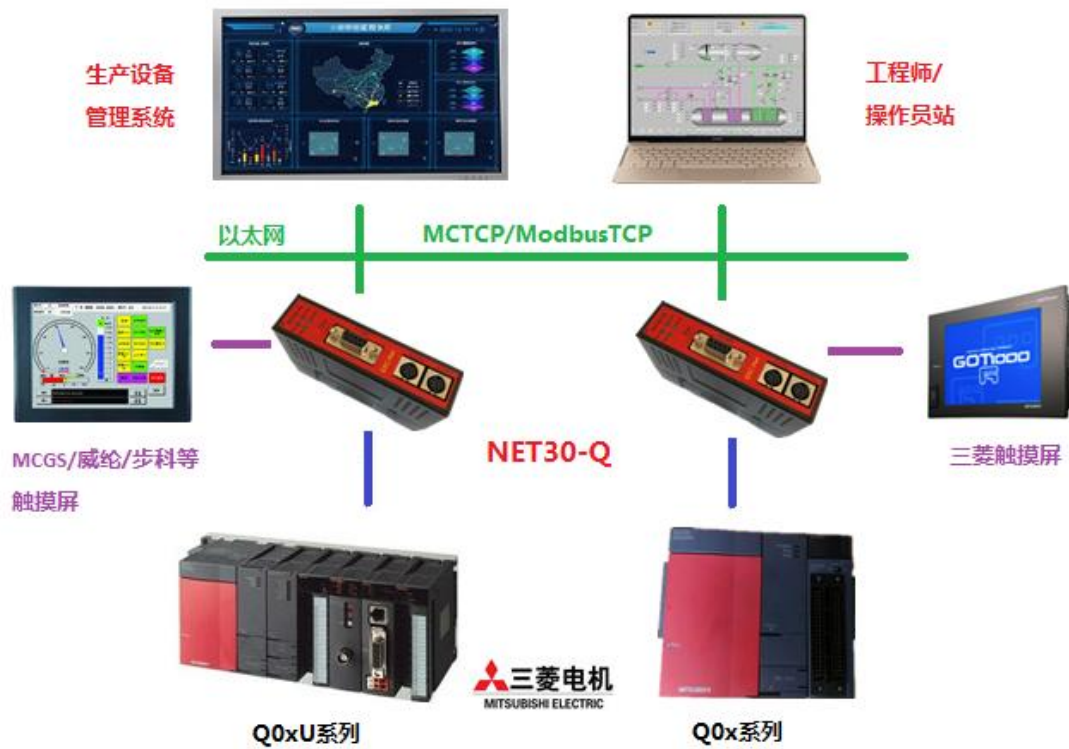 生产设备
管理系统
工程师/
操作员站
以太网
MCTCP/ModbusTCP
GOT1000
MCGS/威纶/步科等
触摸屏
NET30-Q
三菱触摸屏
三菱电机
MITSUBISHI ELECTRIC
Q0xU系列
Q0x系列